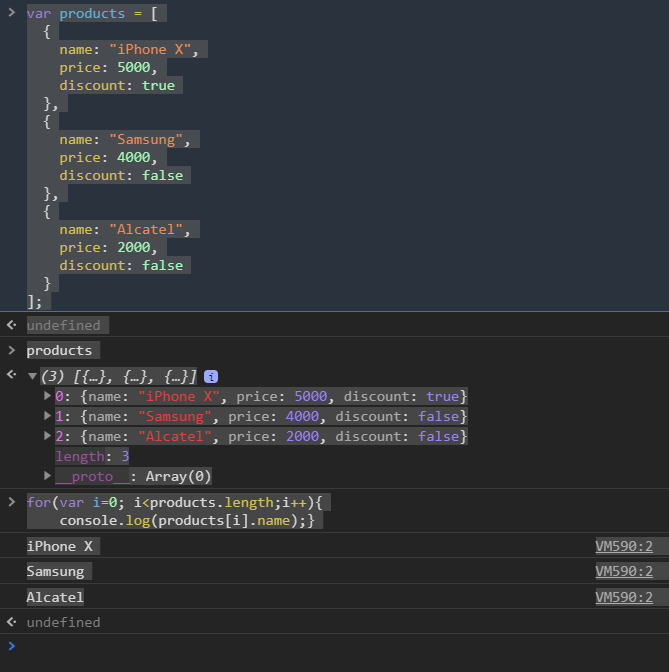 var products = [
  {
    name: "iPhone X",
    price: 5000,
    discount: true
  },
  {
    name: "Samsung",
    price: 4000,
    discount: false
  },
  {
    name: "Alcatel",
    price: 2000,
    discount: false
  }
];
undefined
products
(3) [{…}, {…}, {…}] i
0: {name: "iPhone X", price: 5000, discount: true}
1: {name: "Samsung", price: 4000, discount: false}
2: {name: "Alcatel", price: 2000, discount: false}
length: 3
__proto__: Array(0)
for(var i=0; i<products.length;i++){
    console.log(products[i].name);}
iPhone X VM590:2
Samsung VM590:2
Alcatel VM590:2
undefined